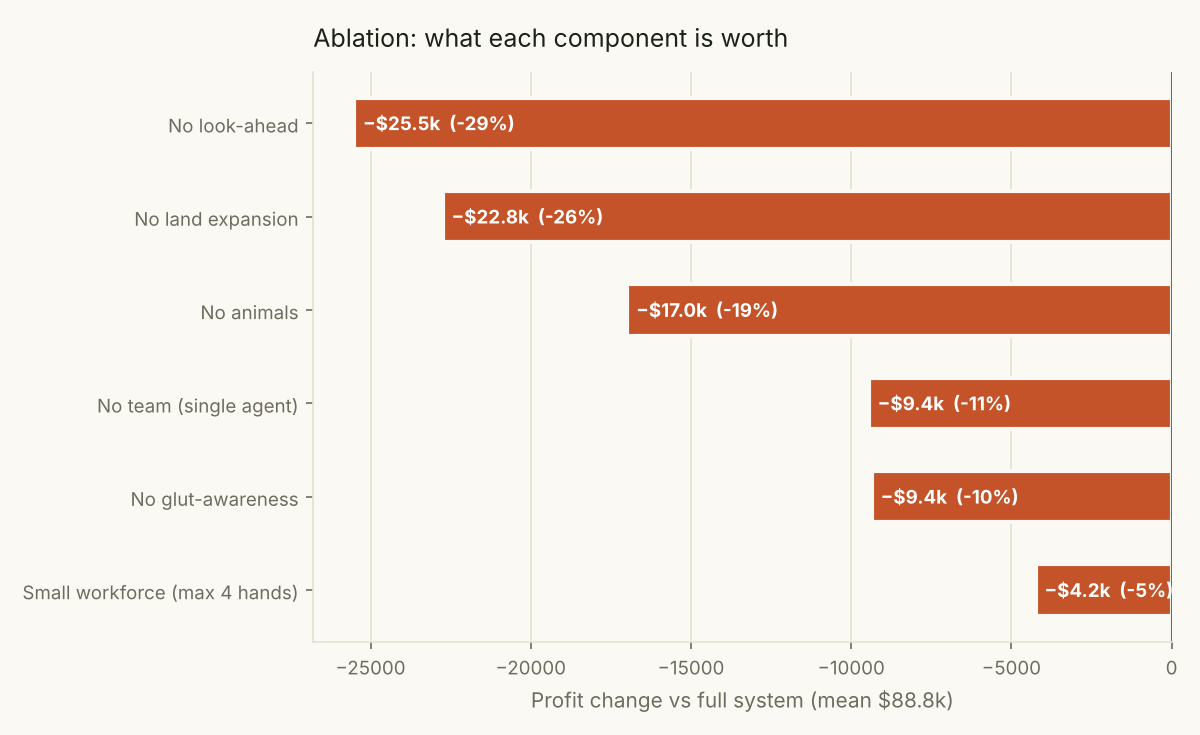 Ablation: what each component is worth
No look-ahead
−$25.5k (-29%)
No land expansion
−$22.8k (-26%)
No animals
−$17.0k (-19%)
No team (single agent)
−$9.4k (-11%)
No glut-awareness
−$9.4k (-10%)
Small workforce (max 4 hands)
−$4.2k (-5%)
−25000 −20000 −15000 −10000 −5000 0
Profit change vs full system (mean $88.8k)